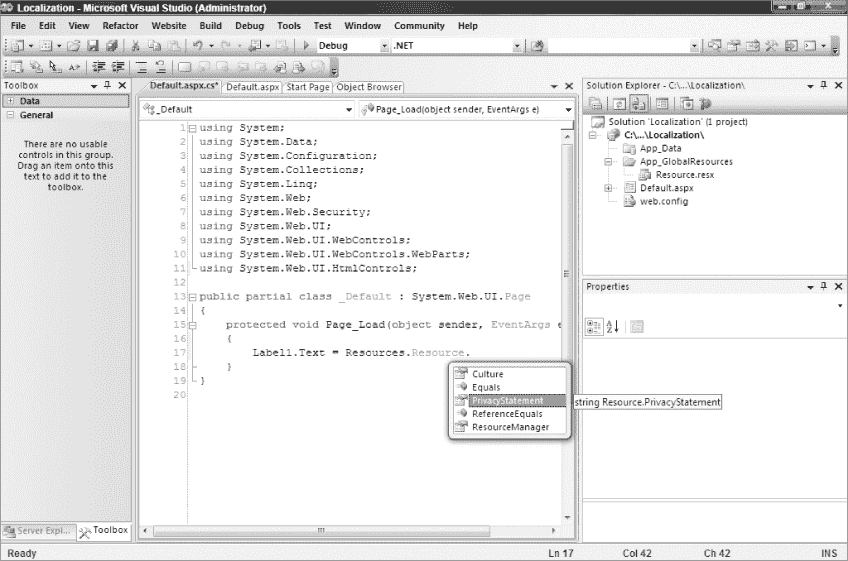 Localization - Microsoft Visual Studio (Administrator)
File Edit View Refactor Website Build Debug Tools Test Window Community Help
Debug .NET
Toolbox
Data
General
There are no usable
controls in this group.
Drag an item onto this
text to add it to the
toolbox.
Server Expl... Toolbox
Default.aspx.cs* Default.aspx Start Page Object Browser
_Default Page_Load(object sender, EventArgs e)
1 using System;
2 using System.Data;
3 using System.Configuration;
4 using System.Collections;
5 using System.Linq;
6 using System.Web;
7 using System.Web.Security;
8 using System.Web.UI;
9 using System.Web.UI.WebControls;
10 using System.Web.UI.WebControls.WebParts;
11 using System.Web.UI.HtmlControls;
12
13 public partial class _Default : System.Web.UI.Page
14 {
15 protected void Page_Load(object sender, EventArgs e
16 {
17 Label1.Text = Resources.Resource.
18 }
19 }
20
Culture
Equals
PrivacyStatement string Resource.PrivacyStatement
ReferenceEquals
ResourceManager
Solution Explorer - C:\...\Localization\
Solution 'Localization' (1 project)
C:\...\Localization\
App_Data
App_GlobalResources
Resource.resx
Default.aspx
web.config
Properties
Ready Ln 17 Col 42 Ch 42 INS